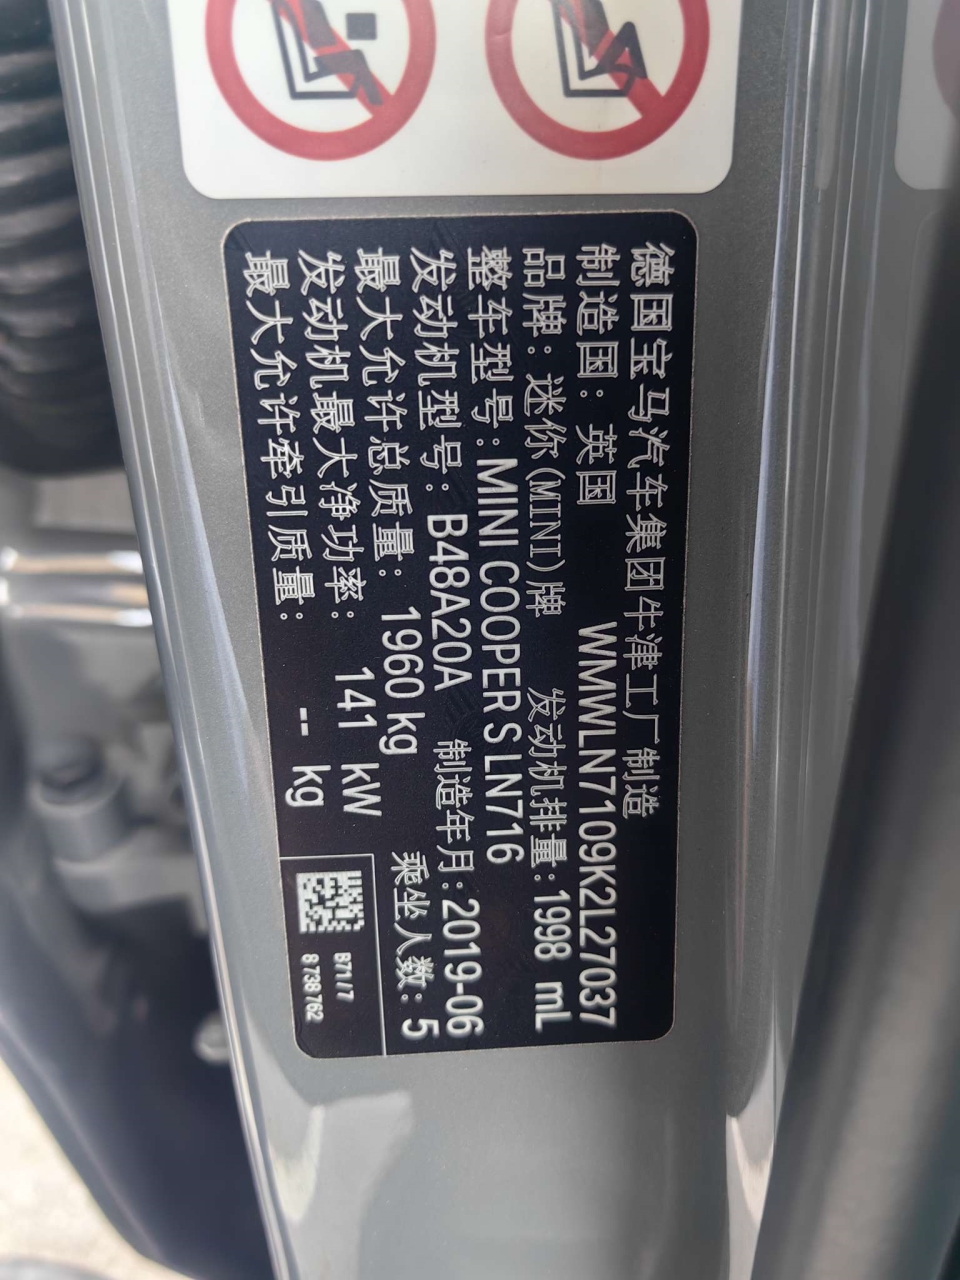 德国宝马汽车集团牛津工厂制造
制造国：英国 WMWLN7109K2L27037
品牌：迷你(MINI)牌 发动机排量：1998 mL
整车型号：MINI COOPER S LN716
发动机型号：B48A20A 制造年月：2019-06
最大允许总质量：1960 kg 乘坐人数：5
发动机最大净功率：141 kW
最大允许牵引质量：-- kg
B71/7
8 738 762